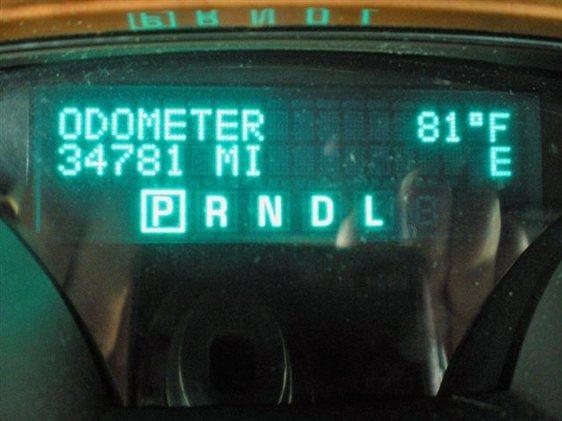 [P] R N D L
ODOMETER 81°F
34781 MI E
P R N D L